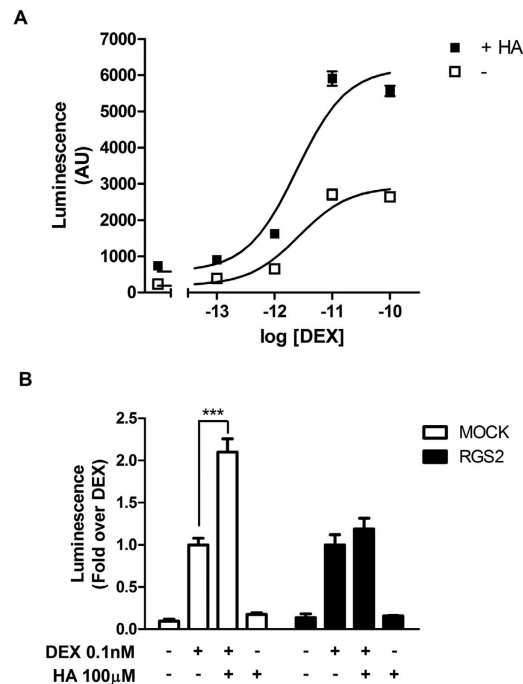 A
7000
6000
5000
4000
3000
2000
1000
0
Luminescence
(AU)
-13 -12 -11 -10
log [DEX]
+ HA
-
B
2.5
2.0
1.5
1.0
0.5
0.0
Luminescence
(Fold over DEX)
***
MOCK
RGS2
DEX 0.1nM - + + - - + + -
HA 100μM - - + + - - + +